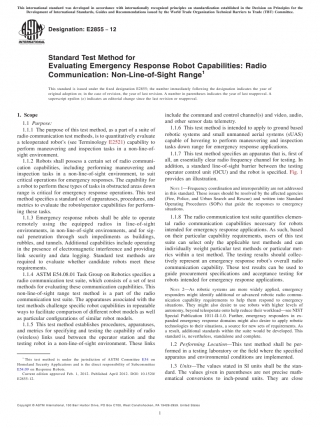 This international standard was developed in accordance with internationally recognized principles on standardization established in the Decision on Principles for the
Development of International Standards, Guides and Recommendations issued by the World Trade Organization Technical Barriers to Trade (TBT) Committee.
Designation: E2855 − 12
Standard Test Method for
Evaluating Emergency Response Robot Capabilities: Radio
Communication: Non-Line-of-Sight Range1
This standard is issued under the fixed designation E2855; the number immediately following the designation indicates the year of
original adoption or, in the case of revision, the year of last revision. A number in parentheses indicates the year of last reapproval. A
superscript epsilon (ε) indicates an editorial change since the last revision or reapproval.
1. Scope
1.1 Purpose:
1.1.1 The purpose of this test method, as a part of a suite of
radio communication test methods, is to quantitatively evaluate
a teleoperated robot's (see Terminology E2521) capability to
perform maneuvering and inspection tasks in a non-line-of-
sight environment.
1.1.2 Robots shall possess a certain set of radio communi-
cation capabilities, including performing maneuvering and
inspection tasks in a non-line-of-sight environment, to suit
critical operations for emergency responses. The capability for
a robot to perform these types of tasks in obstructed areas down
range is critical for emergency response operations. This test
method specifies a standard set of apparatuses, procedures, and
metrics to evaluate the robot/operator capabilities for perform-
ing these tasks.
1.1.3 Emergency response robots shall be able to operate
remotely using the equipped radios in line-of-sight
environments, in non-line-of-sight environments, and for sig-
nal penetration through such impediments as buildings,
rubbles, and tunnels. Additional capabilities include operating
in the presence of electromagnetic interference and providing
link security and data logging. Standard test methods are
required to evaluate whether candidate robots meet these
requirements.
1.1.4 ASTM E54.08.01 Task Group on Robotics specifies a
radio communication test suite, which consists of a set of test
methods for evaluating these communication capabilities. This
non-line-of-sight range test method is a part of the radio
communication test suite. The apparatuses associated with the
test methods challenge specific robot capabilities in repeatable
ways to facilitate comparison of different robot models as well
as particular configurations of similar robot models.
1.1.5 This test method establishes procedures, apparatuses,
and metrics for specifying and testing the capability of radio
(wireless) links used between the operator station and the
testing robot in a non-line-of-sight environment. These links
1 This test method is under the jurisdiction of ASTM Committee E54 on
Homeland Security Applications and is the direct responsibility of Subcommittee
E54.09 on Response Robots.
Current edition approved Feb. 1, 2012. Published April 2013. DOI: 10.1520/
E2855-12.
include the command and control channel(s) and video, audio,
and other sensor data telemetry.
1.1.6 This test method is intended to apply to ground based
robotic systems and small unmanned aerial systems (sUAS)
capable of hovering to perform maneuvering and inspection
tasks down range for emergency response applications.
1.1.7 This test method specifies an apparatus that is, first of
all, an essentially clear radio frequency channel for testing. In
addition, a standard line-of-sight barrier between the testing
operator control unit (OCU) and the robot is specified. Fig. 1
provides an illustration.
NOTE 1—Frequency coordination and interoperability are not addressed
in this standard. These issues should be resolved by the affected agencies
(Fire, Police, and Urban Search and Rescue) and written into Standard
Operating Procedures (SOPs) that guide the responses to emergency
situations.
1.1.8 The radio communication test suite quantifies elemen-
tal radio communication capabilities necessary for robots
intended for emergency response applications. As such, based
on their particular capability requirements, users of this test
suite can select only the applicable test methods and can
individually weight particular test methods or particular met-
rics within a test method. The testing results should collec-
tively represent an emergency response robot's overall radio
communication capability. These test results can be used to
guide procurement specifications and acceptance testing for
robots intended for emergency response applications.
NOTE 2—As robotic systems are more widely applied, emergency
responders might identify additional or advanced robotic radio commu-
nication capability requirements to help them respond to emergency
situations. They might also desire to use robots with higher levels of
autonomy, beyond teleoperation to help reduce their workload—see NIST
Special Publication 1011-II-1.0. Further, emergency responders in ex-
panded emergency response domains might also desire to apply robotic
technologies to their situations, a source for new sets of requirements. As
a result, additional standards within the suite would be developed. This
standard is, nevertheless, standalone and complete.
1.2 Performing Location—This test method shall be per-
formed in a testing laboratory or the field where the specified
apparatus and environmental conditions are implemented.
1.3 Units—The values stated in SI units shall be the stan-
dard. The values given in parentheses are not precise math-
ematical conversions to inch-pound units. They are close
Copyright © ASTM International, 100 Barr Harbor Drive, PO Box C700, West Conshohocken, PA 19428-2959. United States
1